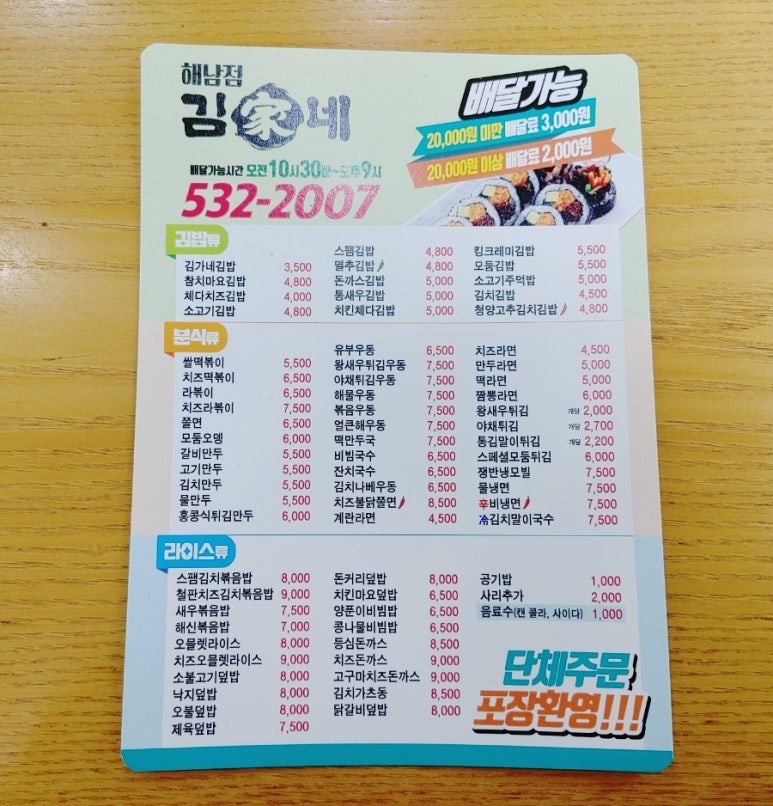 해남점
김家네
배달가능시간 오전10시30분~오후9시
532-2007
배달가능
20,000원 미만 배달료 3,000원
20,000원 이상 배달료 2,000원
김밥류
김가네김밥 3,500
참치마요김밥 4,800
체다치즈김밥 4,000
소고기김밥 4,800
스팸김밥 4,800
멸추김밥 4,800
돈까스김밥 5,000
통새우김밥 5,000
치킨체다김밥 5,000
킹크레미김밥 5,500
모둠김밥 5,500
소고기주먹밥 5,000
김치김밥 4,500
청양고추김치김밥 4,800
분식류
쌀떡볶이 5,500
치즈떡볶이 6,500
라볶이 6,500
치즈라볶이 7,500
쫄면 6,500
모둠오뎅 6,000
갈비만두 5,500
고기만두 5,500
김치만두 5,500
물만두 5,500
홍콩식튀김만두 6,000
유부우동 6,500
왕새우튀김우동 7,500
야채튀김우동 7,500
해물우동 7,500
볶음우동 7,500
얼큰해우동 7,500
떡만두국 7,500
비빔국수 6,500
잔치국수 6,500
김치나베우동 6,500
치즈불닭쫄면 8,500
계란라면 4,500
치즈라면 4,500
만두라면 5,000
떡라면 5,000
짬뽕라면 6,000
왕새우튀김 개당 2,000
야채튀김 개당 2,700
통김말이튀김 개당 2,200
스페셜모둠튀김 6,000
쟁반냉모빌 7,500
물냉면 7,500
辛비냉면 7,500
冷김치말이국수 7,500
라이스류
스팸김치볶음밥 8,000
철판치즈김치볶음밥 9,000
새우볶음밥 7,500
해신볶음밥 7,000
오믈렛라이스 8,000
치즈오믈렛라이스 9,000
소불고기덮밥 8,000
낙지덮밥 8,000
오불덮밥 8,000
제육덮밥 7,500
돈커리덮밥 8,000
치킨마요덮밥 6,500
양푼이비빔밥 6,500
콩나물비빔밥 6,500
등심돈까스 8,500
치즈돈까스 9,000
고구마치즈돈까스 9,000
김치가츠동 8,500
닭갈비덮밥 8,000
공기밥 1,000
사리추가 2,000
음료수(캔 콜라, 사이다) 1,000
단체주문
포장환영!!!